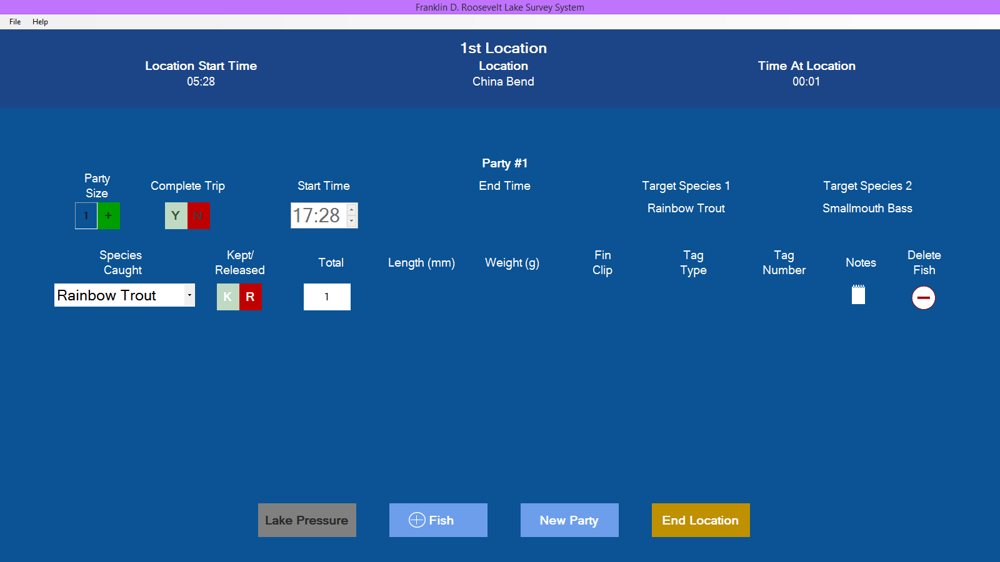 Franklin D. Roosevelt Lake Survey System
File Help
1st Location
Location Start Time Location Time At Location
05:28 China Bend 00:01
Party #1
Party
Size Complete Trip Start Time End Time Target Species 1 Target Species 2
1 + Y N 17:28 Rainbow Trout Smallmouth Bass
Species Kept/ Fin Tag Tag Delete
Caught Released Total Length (mm) Weight (g) Clip Type Number Notes Fish
Rainbow Trout K R 1
Lake Pressure Fish New Party End Location